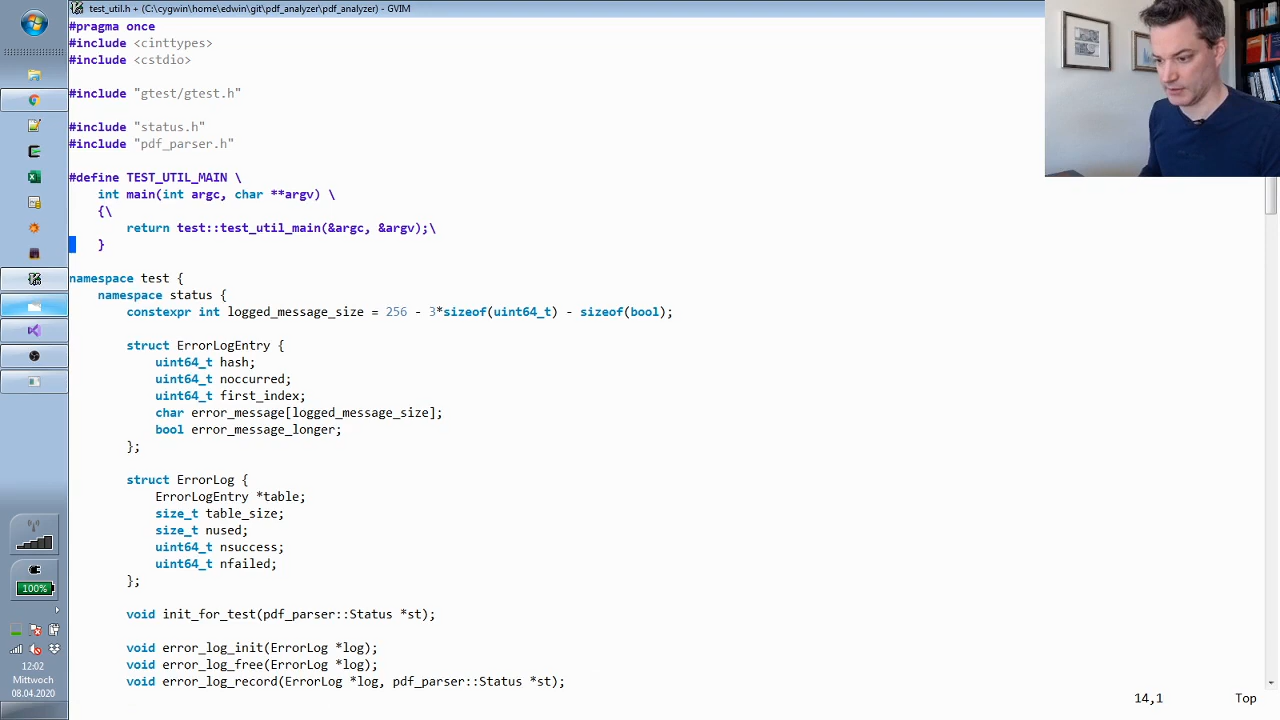 test_util.h + (C:\cygwin\home\edwin\git\pdf_analyzer\pdf_analyzer) - GVIM
#pragma once
#include <cinttypes>
#include <cstdio>
#include "gtest/gtest.h"
#include "status.h"
#include "pdf_parser.h"
#define TEST_UTIL_MAIN \
    int main(int argc, char **argv) \
    {\
        return test::test_util_main(&argc, &argv);\
    }
namespace test {
    namespace status {
        constexpr int logged_message_size = 256 - 3*sizeof(uint64_t) - sizeof(bool);
        struct ErrorLogEntry {
            uint64_t hash;
            uint64_t noccurred;
            uint64_t first_index;
            char error_message[logged_message_size];
            bool error_message_longer;
        };
        struct ErrorLog {
            ErrorLogEntry *table;
            size_t table_size;
            size_t nused;
            uint64_t nsuccess;
            uint64_t nfailed;
        };
        void init_for_test(pdf_parser::Status *st);
        void error_log_init(ErrorLog *log);
        void error_log_free(ErrorLog *log);
        void error_log_record(ErrorLog *log, pdf_parser::Status *st);
14,1 Top
100%
12:02
Mittwoch
08.04.2020